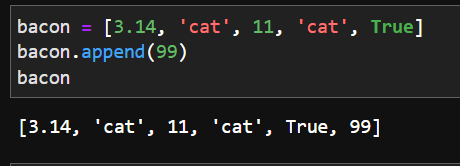 bacon = [3.14, 'cat', 11, 'cat', True]
bacon.append(99)
bacon
[3.14, 'cat', 11, 'cat', True, 99]